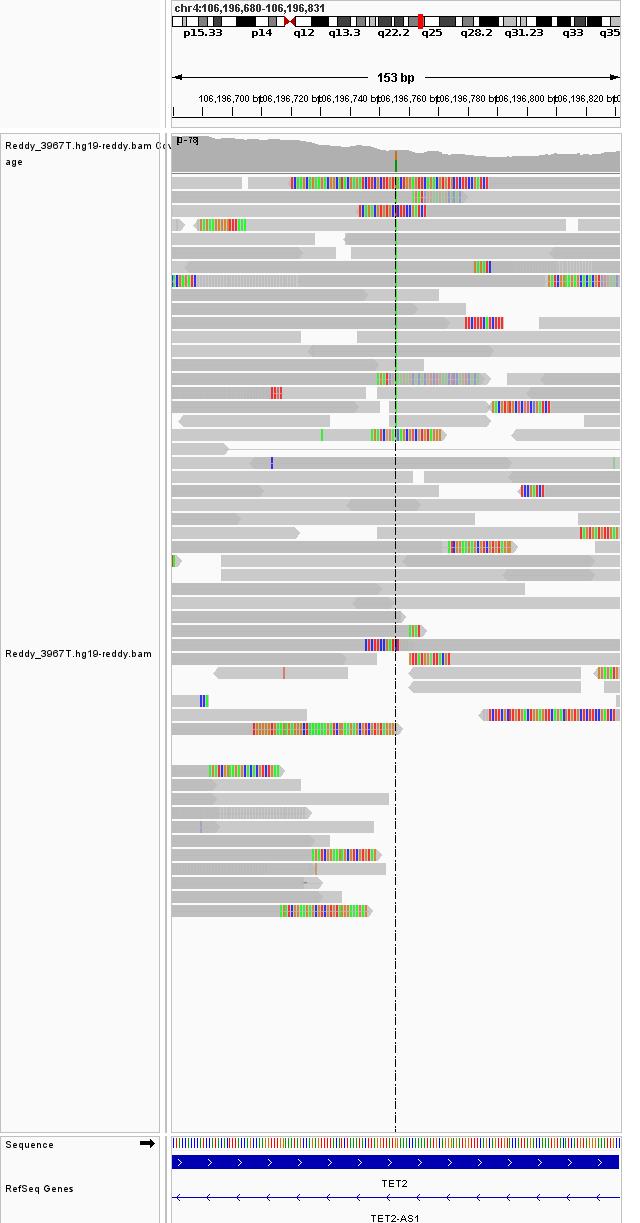 chr4:106,196,680-106,196,831
p15.33 p14 q12 q13.3 q22.2 q25 q28.2 q31.23 q33 q35
153 bp
106,196,700 bp 106,196,720 bp 106,196,740 bp 106,196,760 bp 106,196,780 bp 106,196,800 bp 106,196,820 b
Reddy_3967T.hg19-reddy.bam Cov
age
[0-78]
Reddy_3967T.hg19-reddy.bam
Sequence
TET2
RefSeq Genes
TET2-AS1